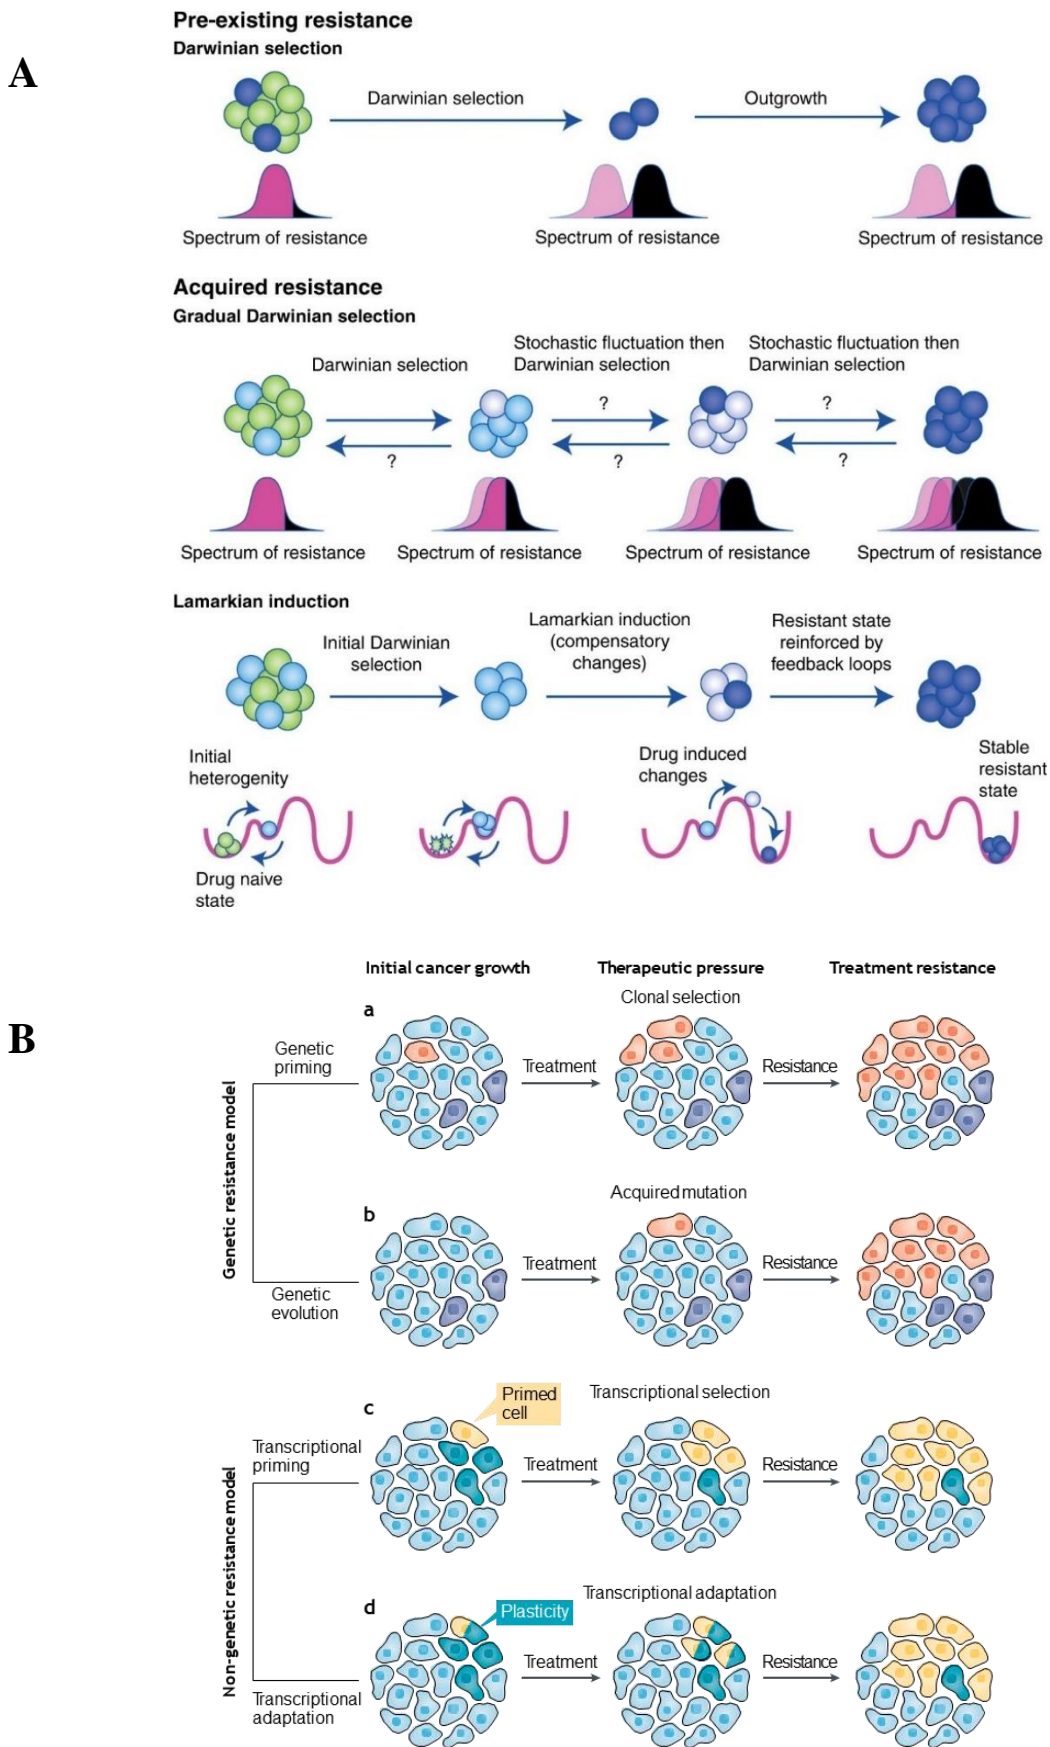 A
Pre-existing resistance
Darwinian selection
Darwinian selection
Outgrowth
Spectrum of resistance
Spectrum of resistance
Spectrum of resistance
Acquired resistance
Gradual Darwinian selection
Darwinian selection
Stochastic fluctuation then
Darwinian selection
Stochastic fluctuation then
Darwinian selection
?
?
?
?
?
Spectrum of resistance
Spectrum of resistance
Spectrum of resistance
Spectrum of resistance
Lamarkian induction
Initial Darwinian
selection
Lamarkian induction
(compensatory
changes)
Resistant state
reinforced by
feedback loops
Initial
heterogenity
Drug naive
state
Drug induced
changes
Stable
resistant
state
B
Initial cancer growth
Therapeutic pressure
Treatment resistance
Genetic resistance model
Genetic
priming
a
Clonal selection
Treatment
Resistance
Genetic
evolution
b
Acquired mutation
Treatment
Resistance
Non-genetic resistance model
Transcriptional
priming
c
Primed
cell
Transcriptional selection
Treatment
Resistance
Transcriptional
adaptation
d
Plasticity
Transcriptional adaptation
Treatment
Resistance